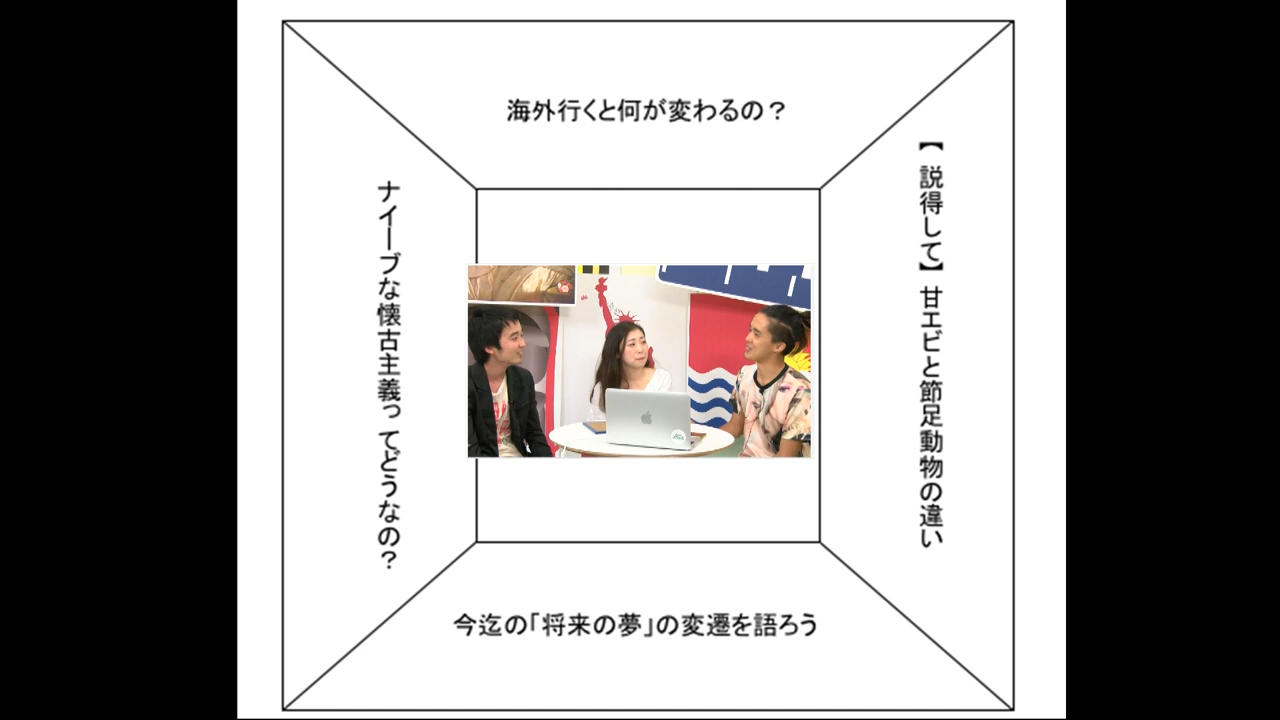 海外行くと何が変わるの？
ナイーブな懐古主義ってどうなの？
【説得して】甘エビと節足動物の違い
今迄の「将来の夢」の変遷を語ろう